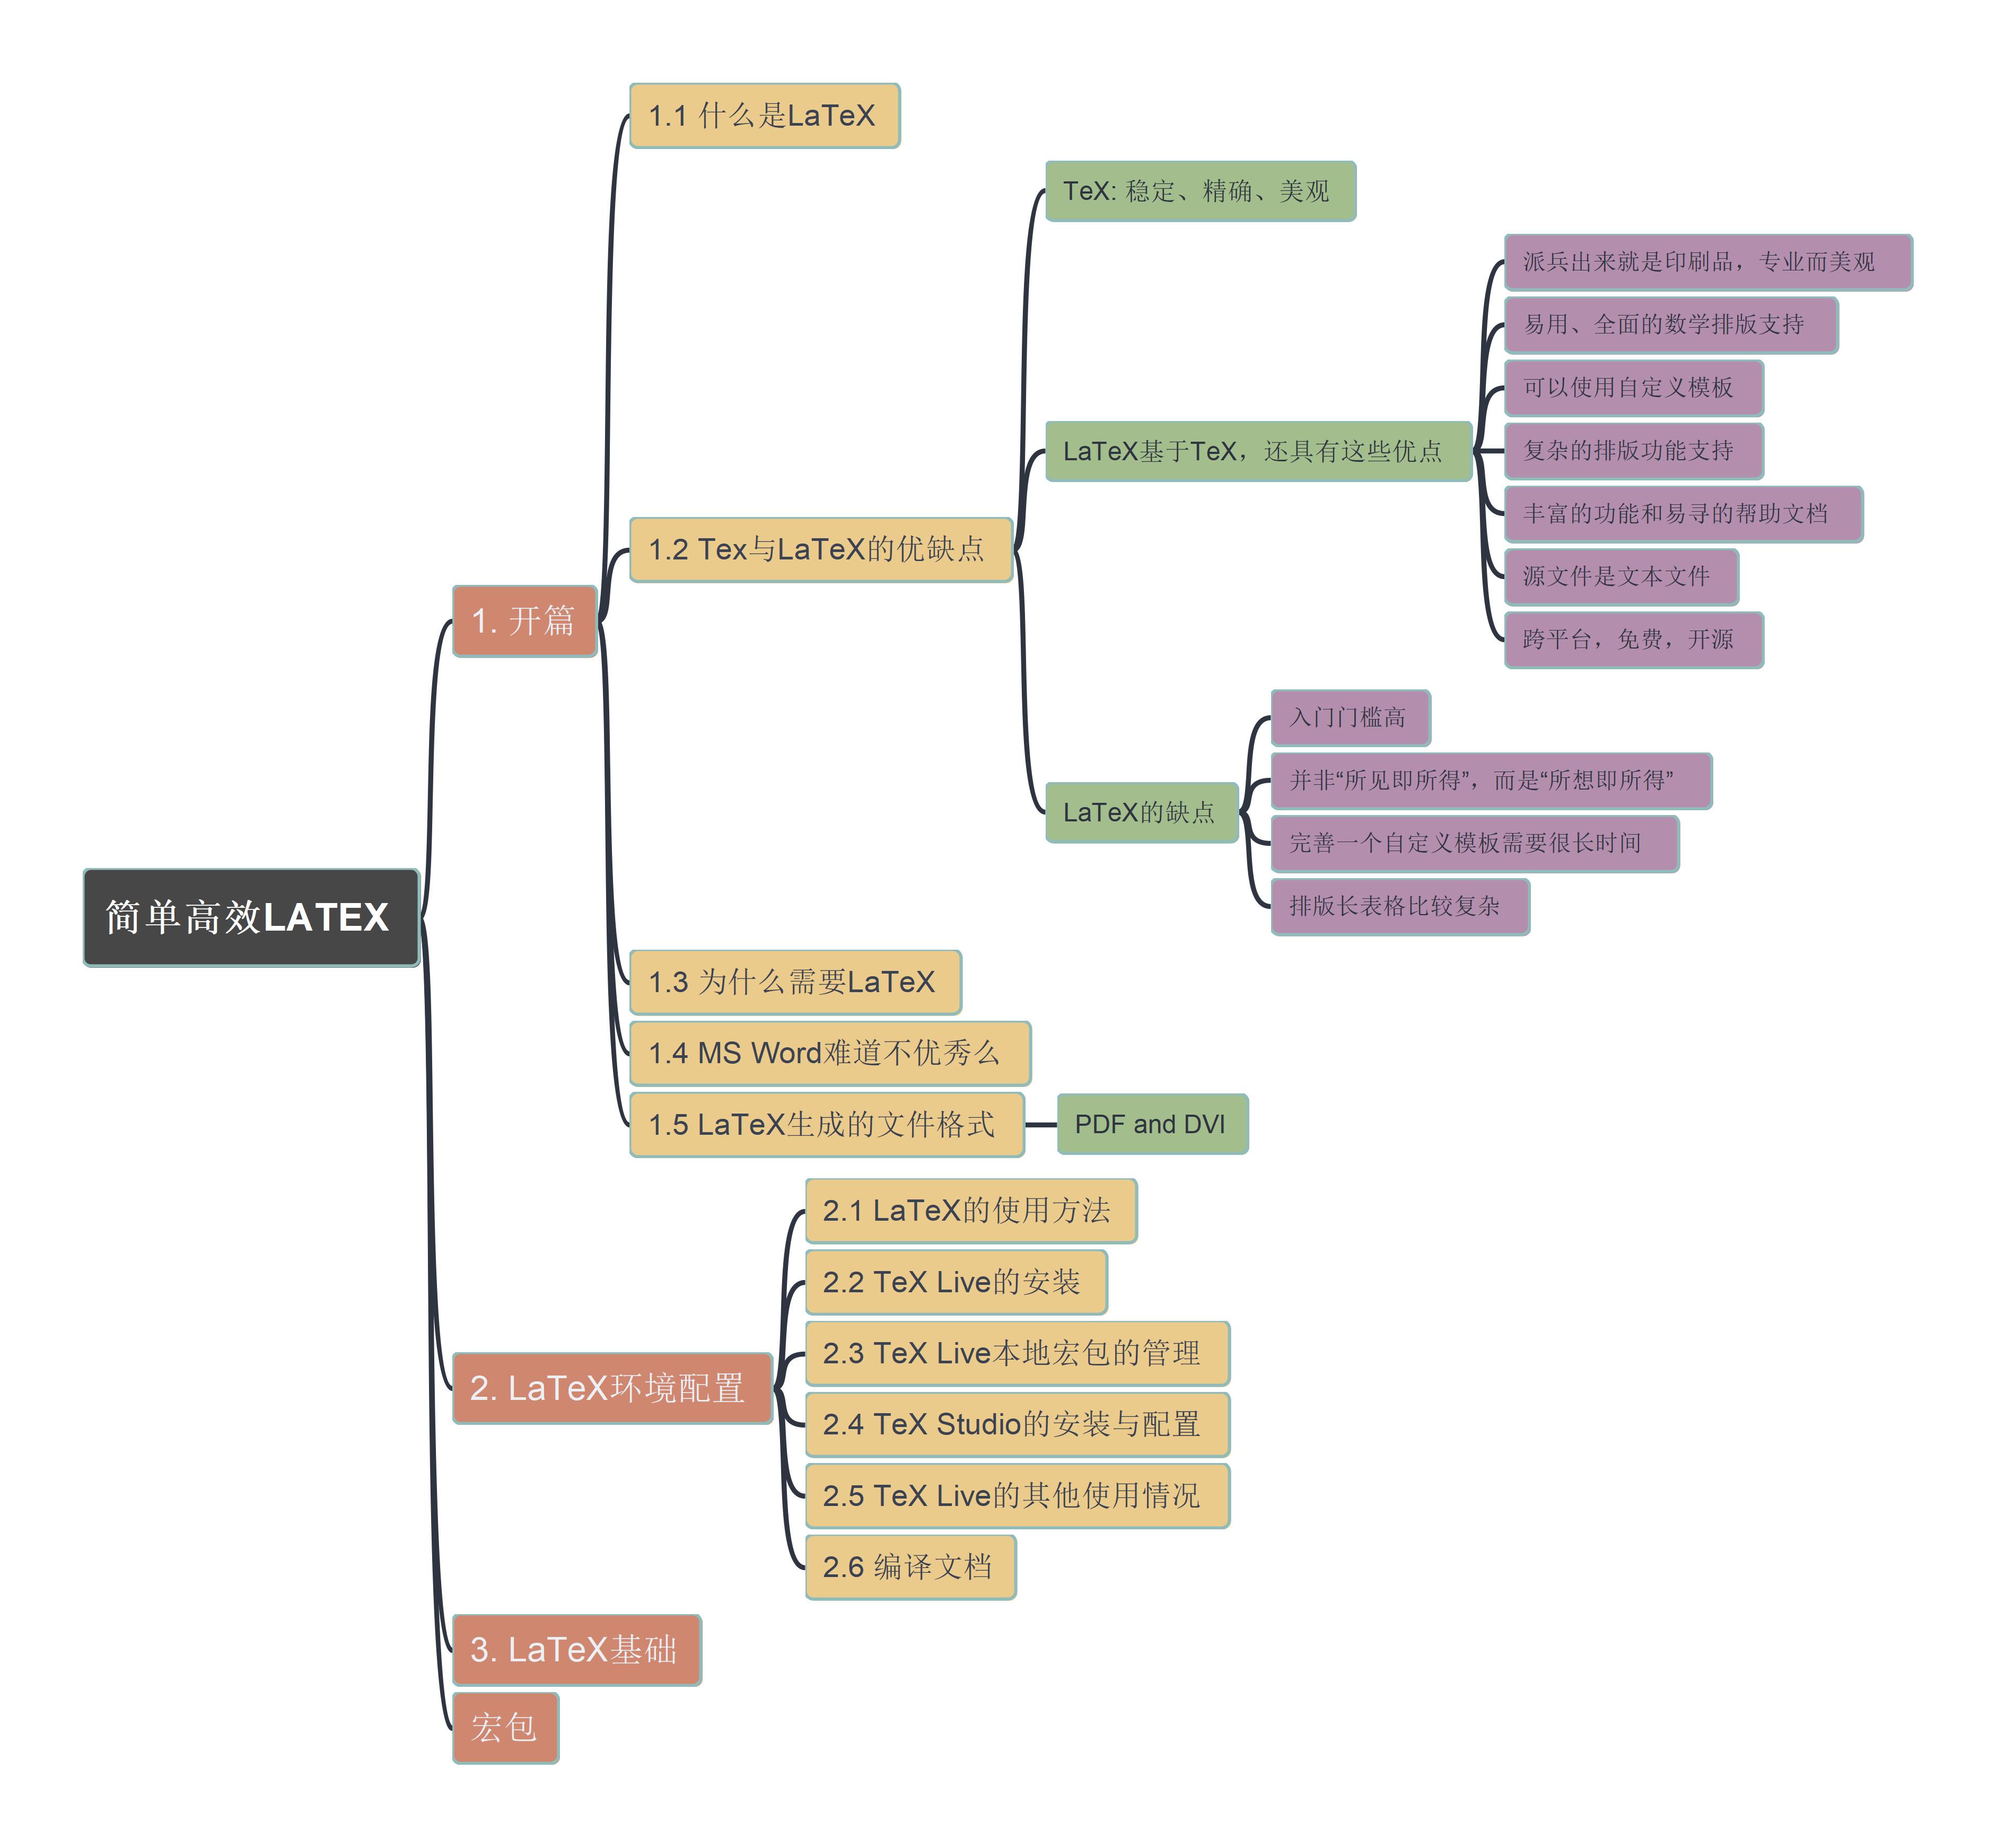 简单高效LATEX
1. 开篇
1.1 什么是LaTeX
1.2 Tex与LaTeX的优缺点
TeX: 稳定、精确、美观
LaTeX基于TeX，还具有这些优点
派兵出来就是印刷品，专业而美观
易用、全面的数学排版支持
可以使用自定义模板
复杂的排版功能支持
丰富的功能和易寻的帮助文档
源文件是文本文件
跨平台，免费，开源
LaTeX的缺点
入门门槛高
并非“所见即所得”，而是“所想即所得”
完善一个自定义模板需要很长时间
排版长表格比较复杂
1.3 为什么需要LaTeX
1.4 MS Word难道不优秀么
1.5 LaTeX生成的文件格式
PDF and DVI
2. LaTeX环境配置
2.1 LaTeX的使用方法
2.2 TeX Live的安装
2.3 TeX Live本地宏包的管理
2.4 TeX Studio的安装与配置
2.5 TeX Live的其他使用情况
2.6 编译文档
3. LaTeX基础
宏包